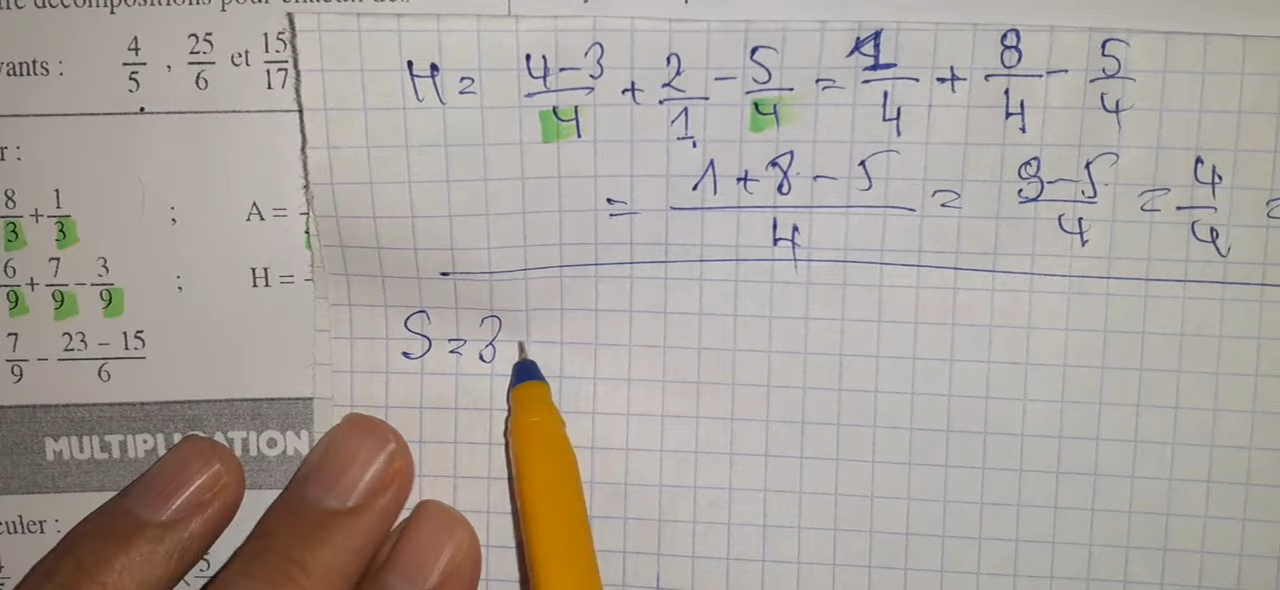 vants : 4/5 , 25/6 et 15/17
r :
8/3 + 1/3 ; A =
6/9 + 7/9 - 3/9 ; H =
7/9 - (23 - 15)/6
MULTIPL ATION
culer :
H = (4-3)/4 + 2/1 - 5/4 = 1/4 + 8/4 - 5/4
= (1+8-5)/4 = (9-5)/4 = 4/4 =
S = 3